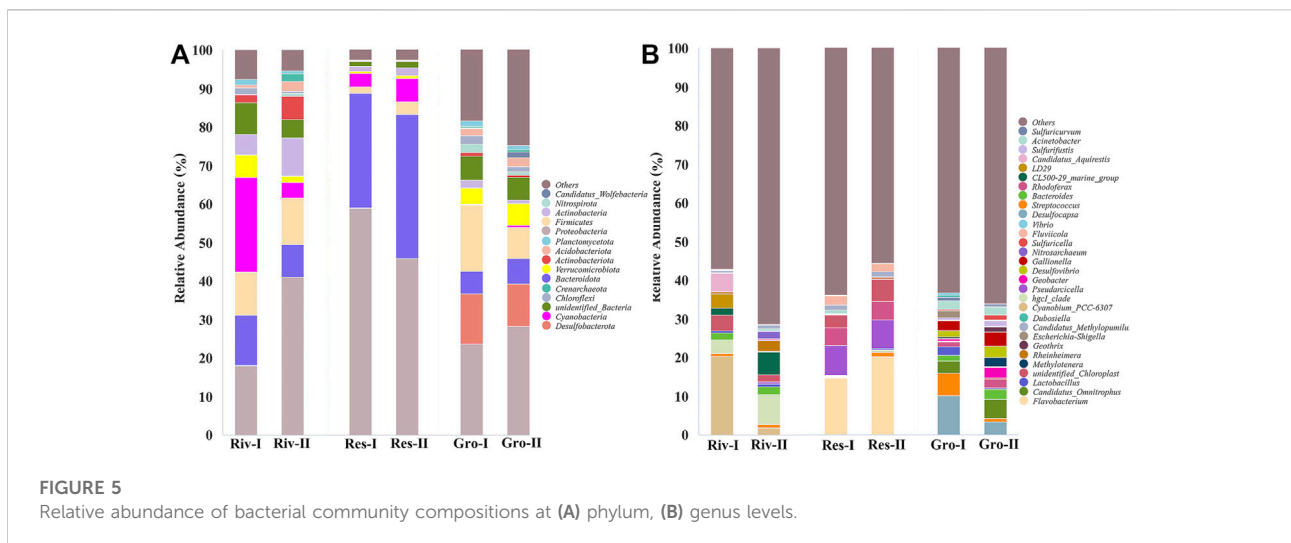 A
100
90
80
70
60
50
40
30
20
10
0
Relative Abundance (%)
Riv-I Riv-II Res-I Res-II Gro-I Gro-II
Others
Candidatus_Wolfebacteria
Nitrospirota
Actinobacteria
Firmicutes
Proteobacteria
Planctomycetota
Acidobacteriota
Actinobacteriota
Verrucomicrobiota
Bacteroidota
Crenarchaeota
Chloroflexi
unidentified_Bacteria
Cyanobacteria
Desulfobacterota
B
100
90
80
70
60
50
40
30
20
10
0
Relative Abundance (%)
Riv-I Riv-II Res-I Res-II Gro-I Gro-II
Others
Sulfuricurvum
Acinetobacter
Sulfurifustis
Candidatus_Aquirestis
LD29
CL500-29_marine_group
Rhodoferax
Bacteroides
Streptococcus
Desulfocapsa
Vibrio
Fluviicola
Sulfuricella
Nitrosarchaeum
Gallionella
Desulfovibrio
Geobacter
Pseudarcicella
hgcI_clade
Cyanobium_PCC-6307
Dubosiella
Candidatus_Methylopumilu
Escherichia-Shigella
Geothrix
Rheinheimera
Methylotenera
unidentified_Chloroplast
Lactobacillus
Candidatus_Omnitrophus
Flavobacterium
FIGURE 5
Relative abundance of bacterial community compositions at (A) phylum, (B) genus levels.